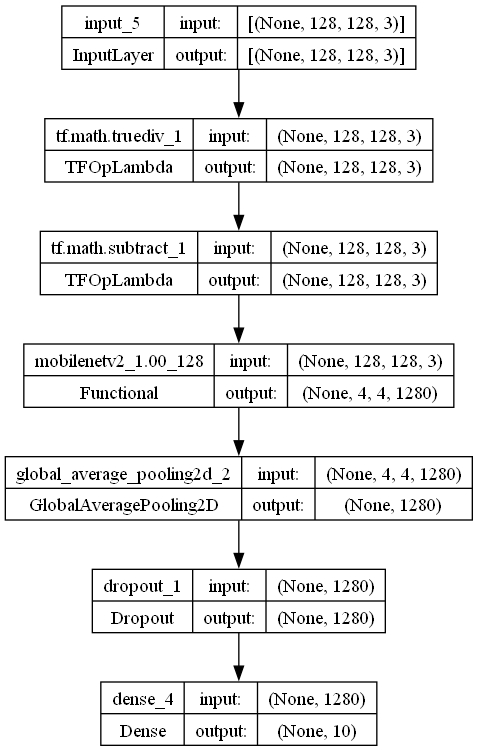 input_5 input: [(None, 128, 128, 3)]
InputLayer output: [(None, 128, 128, 3)]
tf.math.truediv_1 input: (None, 128, 128, 3)
TFOpLambda output: (None, 128, 128, 3)
tf.math.subtract_1 input: (None, 128, 128, 3)
TFOpLambda output: (None, 128, 128, 3)
mobilenetv2_1.00_128 input: (None, 128, 128, 3)
Functional output: (None, 4, 4, 1280)
global_average_pooling2d_2 input: (None, 4, 4, 1280)
GlobalAveragePooling2D output: (None, 1280)
dropout_1 input: (None, 1280)
Dropout output: (None, 1280)
dense_4 input: (None, 1280)
Dense output: (None, 10)